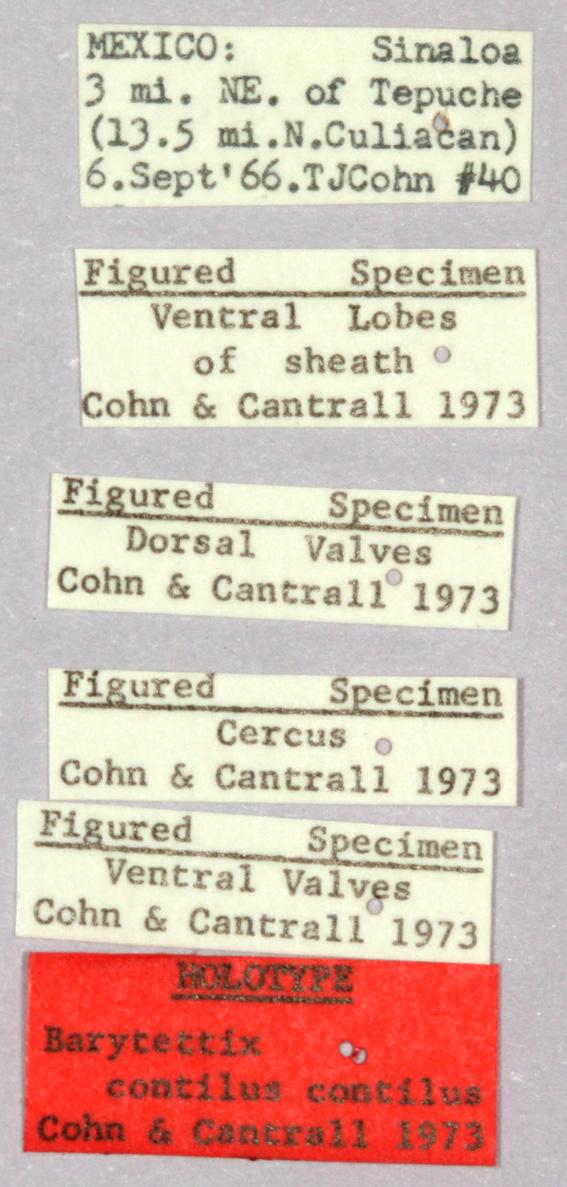 MEXICO: Sinaloa
3 mi. NE. of Tepuche
(13.5 mi.N.Culiacan)
6.Sept'66.TJCohn #40
Figured Specimen
Ventral Lobes
of sheath
Cohn & Cantrall 1973
Figured Specimen
Dorsal Valves
Cohn & Cantrall 1973
Figured Specimen
Cercus
Cohn & Cantrall 1973
Figured Specimen
Ventral Valves
Cohn & Cantrall 1973
HOLOTYPE
Barytettix
contilus contilus
Cohn & Cantrall 1973